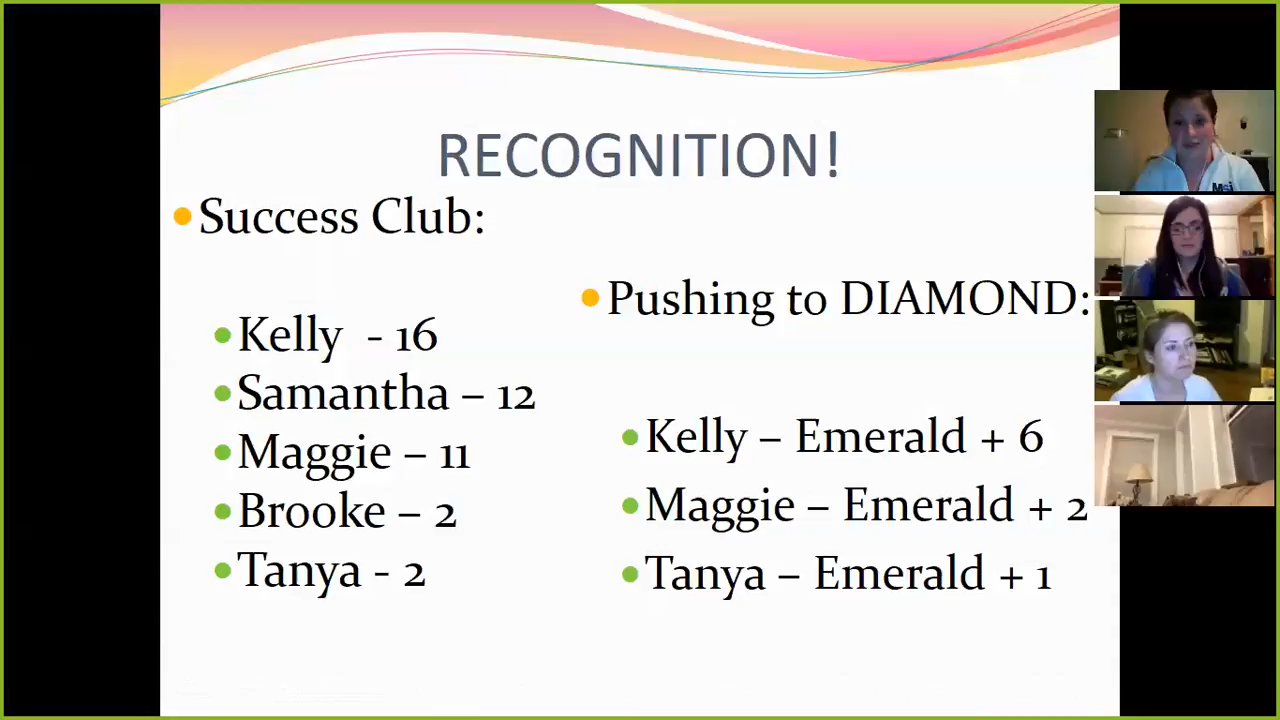 RECOGNITION!
Success Club:
Kelly - 16
Samantha – 12
Maggie – 11
Brooke – 2
Tanya - 2
Pushing to DIAMOND:
Kelly – Emerald + 6
Maggie – Emerald + 2
Tanya – Emerald + 1